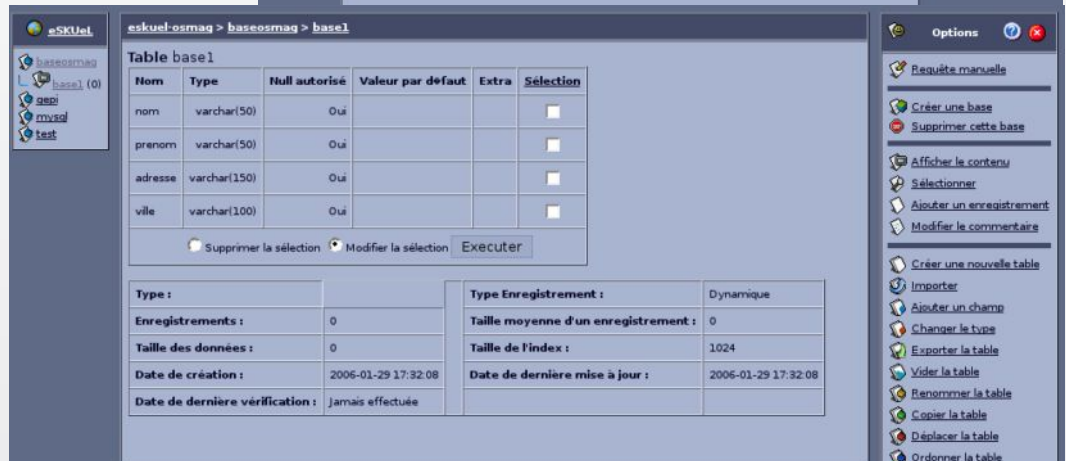 eSKUeL
baseosmag
base1 (0)
gepi
mysql
test
eskuel-osmag > baseosmag > base1
Table base1
Nom Type Null autorisé Valeur par d�faut Extra Sélection
nom varchar(50) Oui
prenom varchar(50) Oui
adresse varchar(150) Oui
ville varchar(100) Oui
Supprimer la sélection Modifier la sélection Executer
Type : Type Enregistrement : Dynamique
Enregistrements : 0 Taille moyenne d'un enregistrement : 0
Taille des données : 0 Taille de l'index : 1024
Date de création : 2006-01-29 17:32:08 Date de dernière mise à jour : 2006-01-29 17:32:08
Date de dernière vérification : Jamais effectuée
Options
Requête manuelle
Créer une base
Supprimer cette base
Afficher le contenu
Sélectionner
Ajouter un enregistrement
Modifier le commentaire
Créer une nouvelle table
Importer
Ajouter un champ
Changer le type
Exporter la table
Vider la table
Renommer la table
Copier la table
Déplacer la table
Ordonner la table